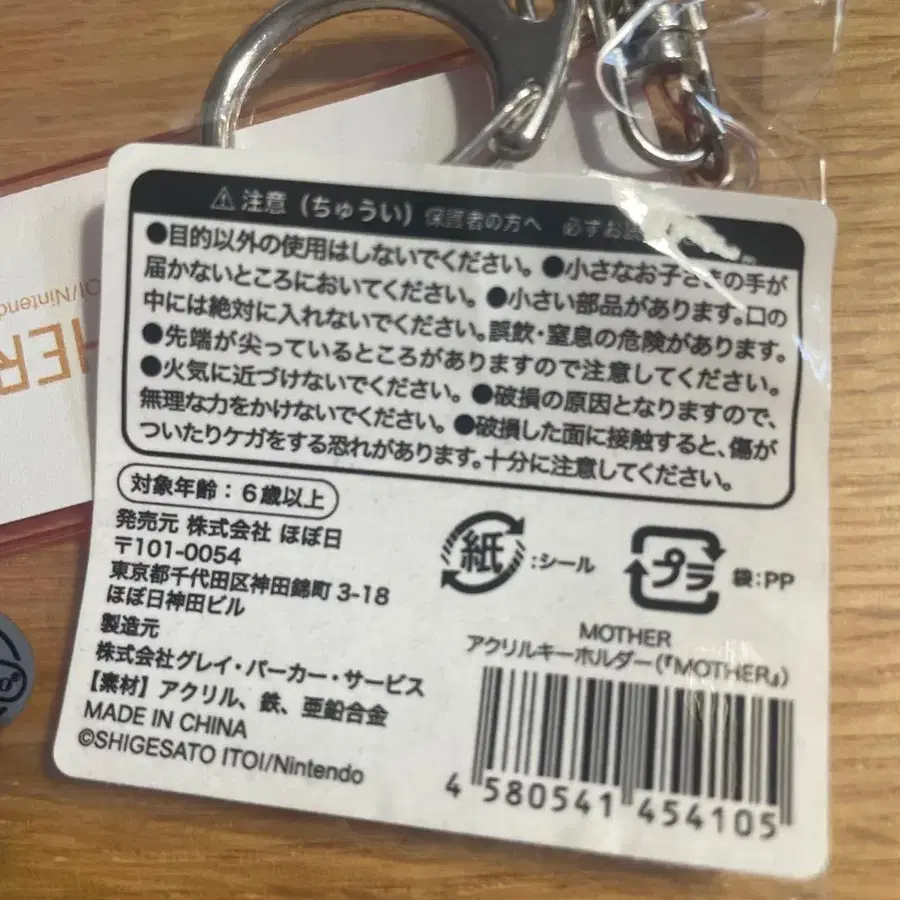 注意（ちゅうい）保護者の方へ 必ずお読
●目的以外の使用はしないでください。●小さなお子さまの手が
届かないところにおいてください。●小さい部品があります。口の
中には絶対に入れないでください。誤飲・窒息の危険があります。
●先端が尖っているところがありますので注意してください。
●火気に近づけないでください。●破損の原因となりますので、
無理な力をかけないでください。●破損した面に接触すると、傷が
ついたりケガをする恐れがあります。十分に注意してください。
対象年齢：6歳以上
発売元 株式会社 ほぼ日
〒101-0054
東京都千代田区神田錦町 3-18
ほぼ日神田ビル
製造元
株式会社グレイ・パーカー・サービス
【素材】アクリル、鉄、亜鉛合金
MADE IN CHINA
©SHIGESATO ITOI/Nintendo
紙:シール
プラ 袋:PP
MOTHER
アクリルキーホルダー(『MOTHER』)
4 580541 454105
OI/Nintendo
HER